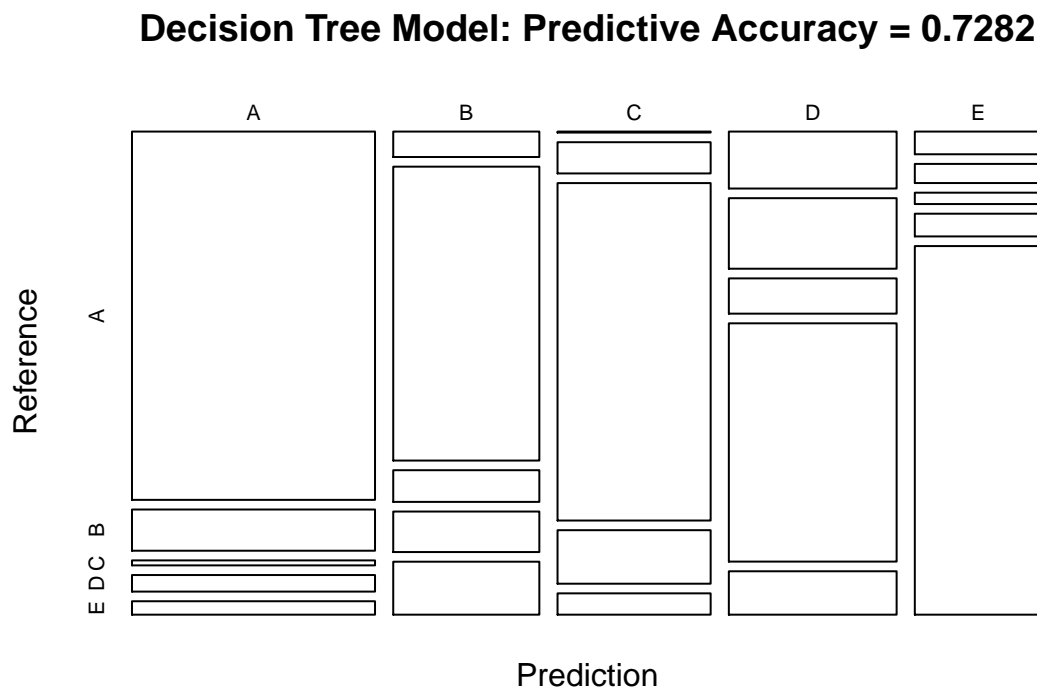 Decision Tree Model: Predictive Accuracy = 0.7282
A B C D E
Reference
A
B
C
D
E
Prediction